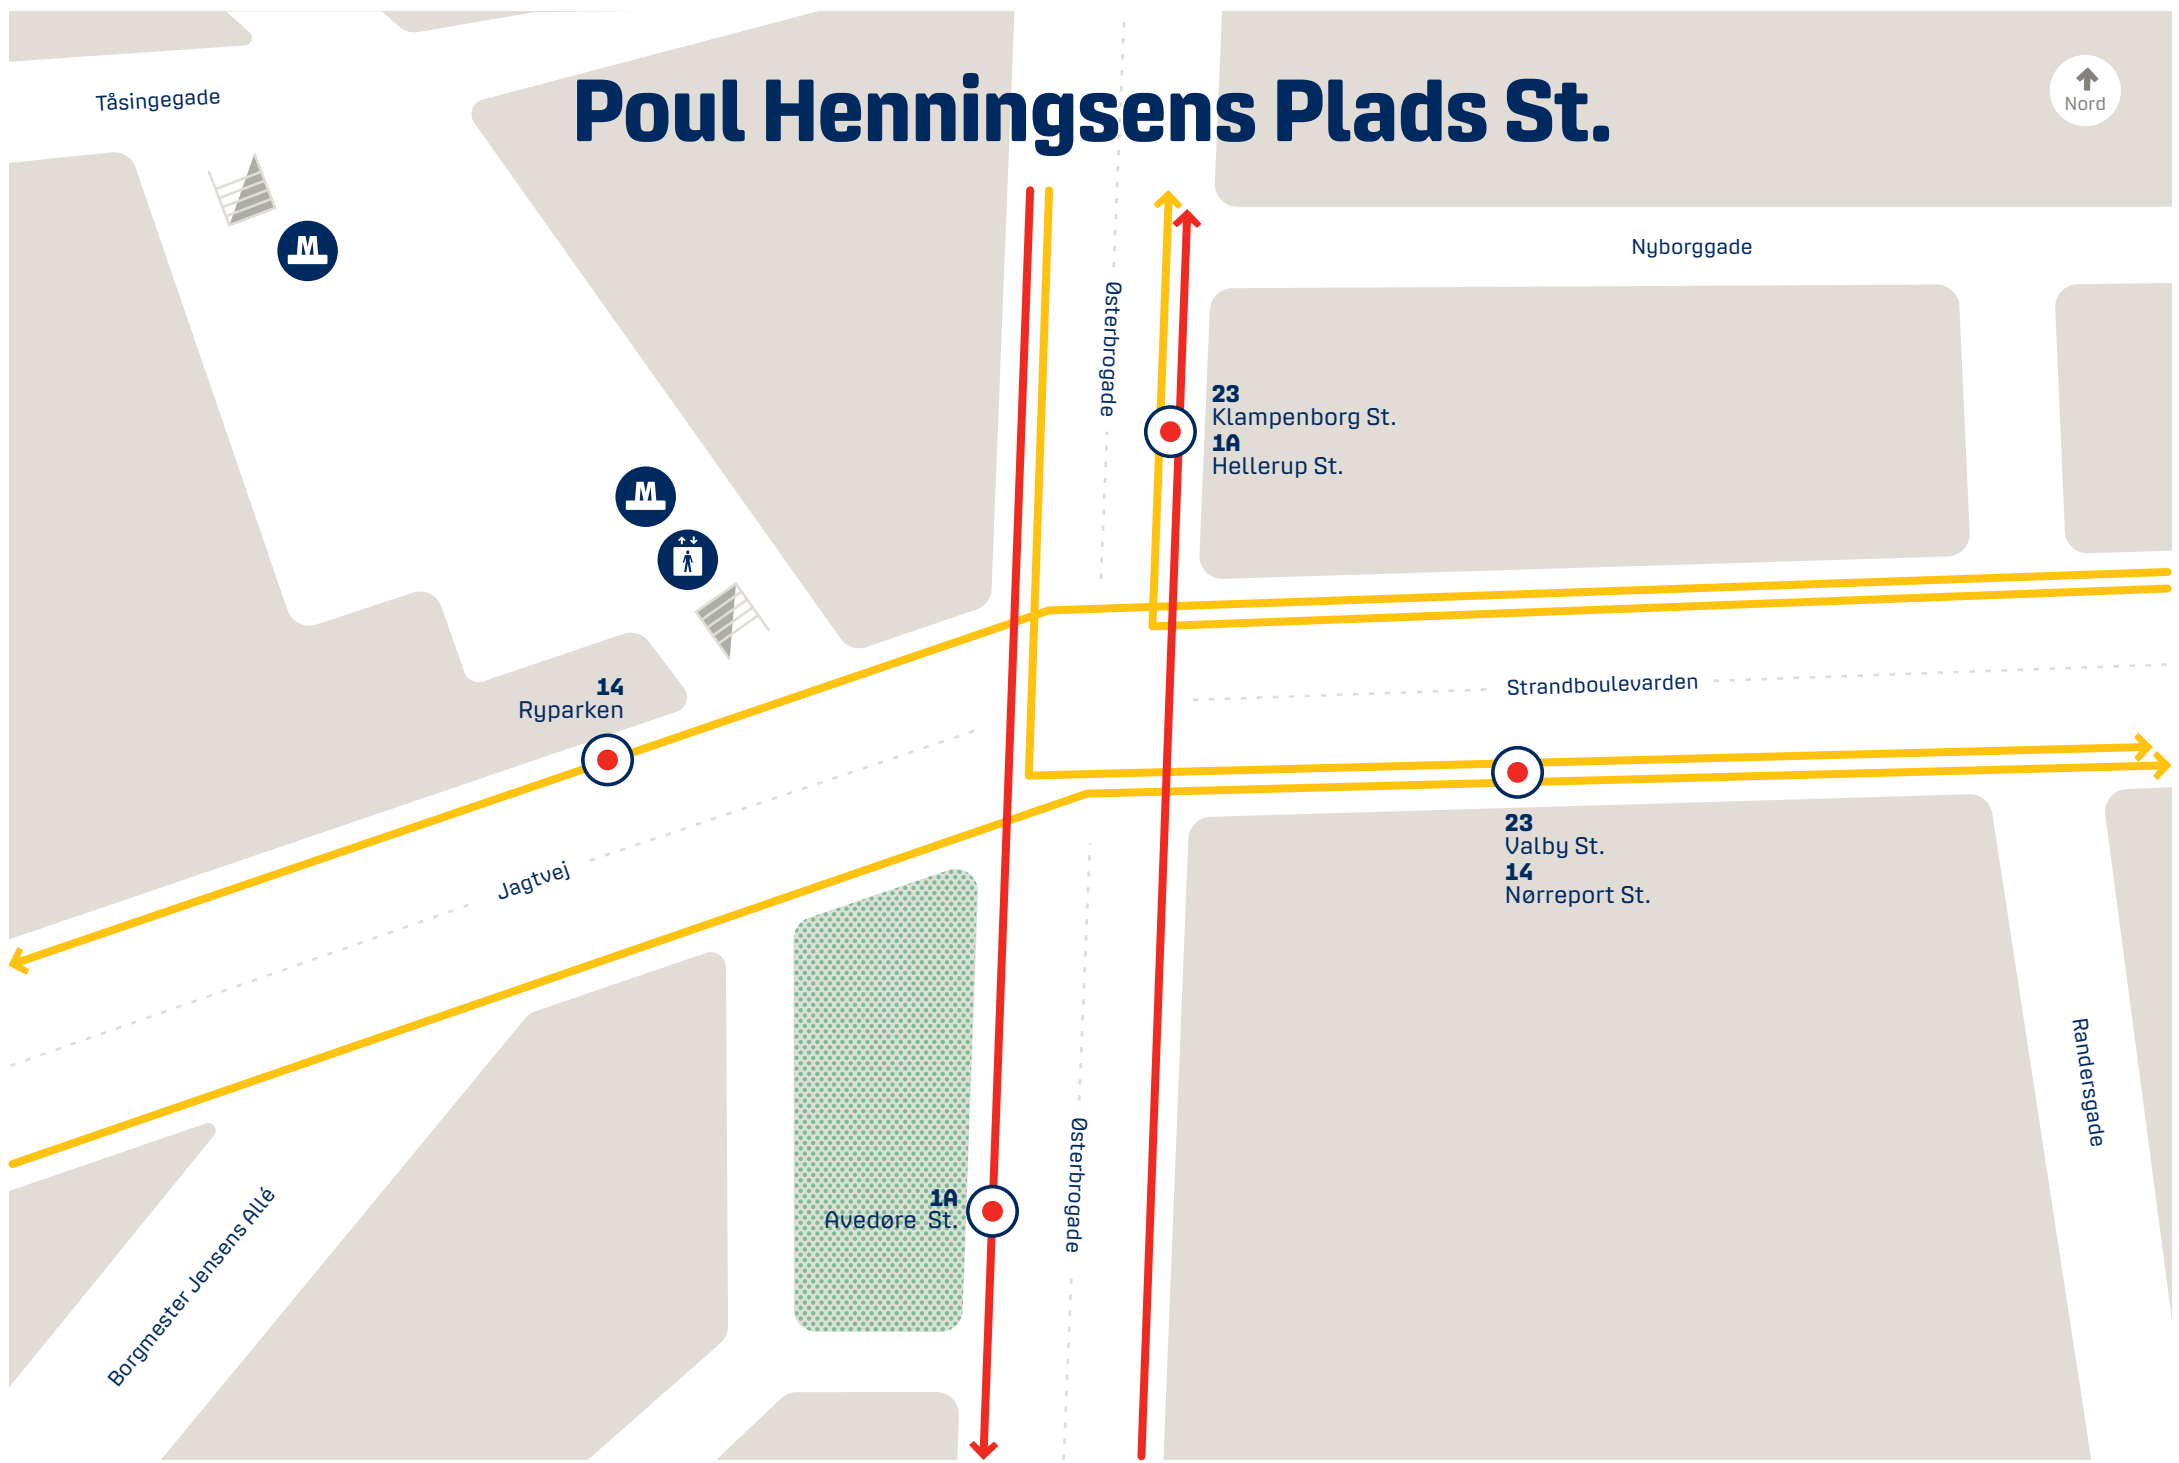 Poul Henningsens Plads St.
Nord
Tåsingegade
M
Nyborggade
Østerbrogade
23
Klampenborg St.
1A
Hellerup St.
M
14
Ryparken
Strandboulevarden
23
Valby St.
14
Nørreport St.
Jagtvej
Randersgade
Østerbrogade
1A
Avedøre St.
Borgmester Jensens Allé